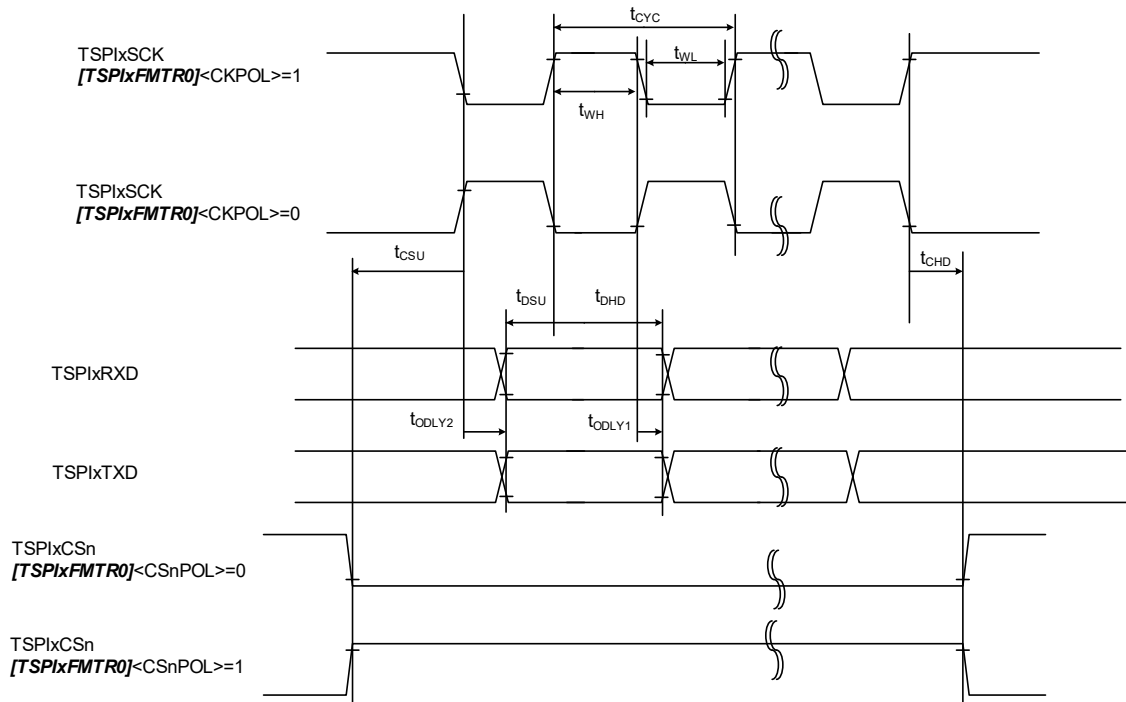 TSPIxSCK
[TSPIxFMTR0]<CKPOL>=1
tCYC
tWL
tWH
TSPIxSCK
[TSPIxFMTR0]<CKPOL>=0
tCSU
tCHD
tDSU
tDHD
TSPIxRXD
tODLY2
tODLY1
TSPIxTXD
TSPIxCSn
[TSPIxFMTR0]<CSnPOL>=0
TSPIxCSn
[TSPIxFMTR0]<CSnPOL>=1